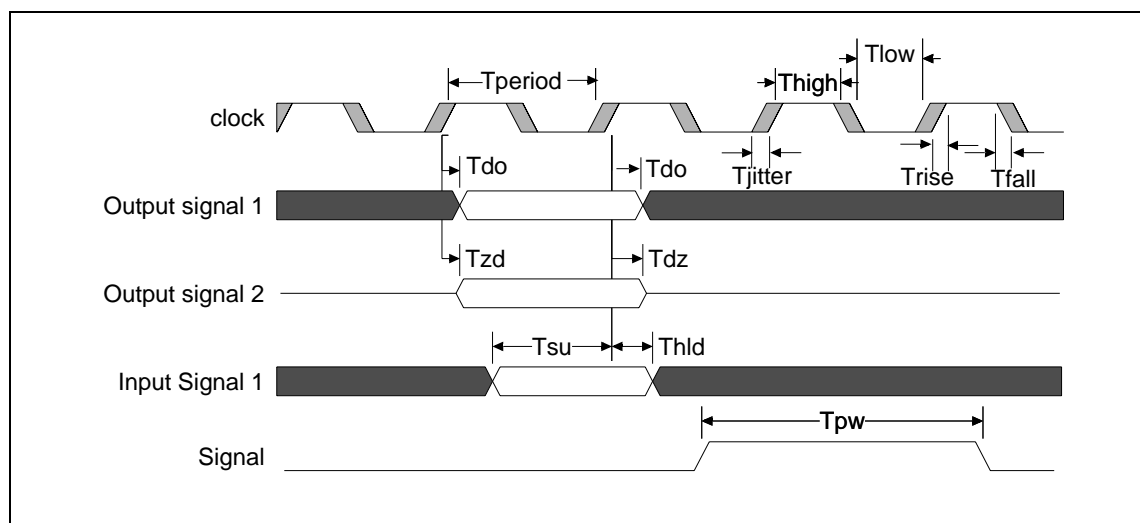 Tlow
Tperiod
Thigh
clock
Tdo
Tdo
Tjitter
Trise
Tfall
Output signal 1
Tzd
Tdz
Output signal 2
Tsu
Thld
Input Signal 1
Tpw
Signal